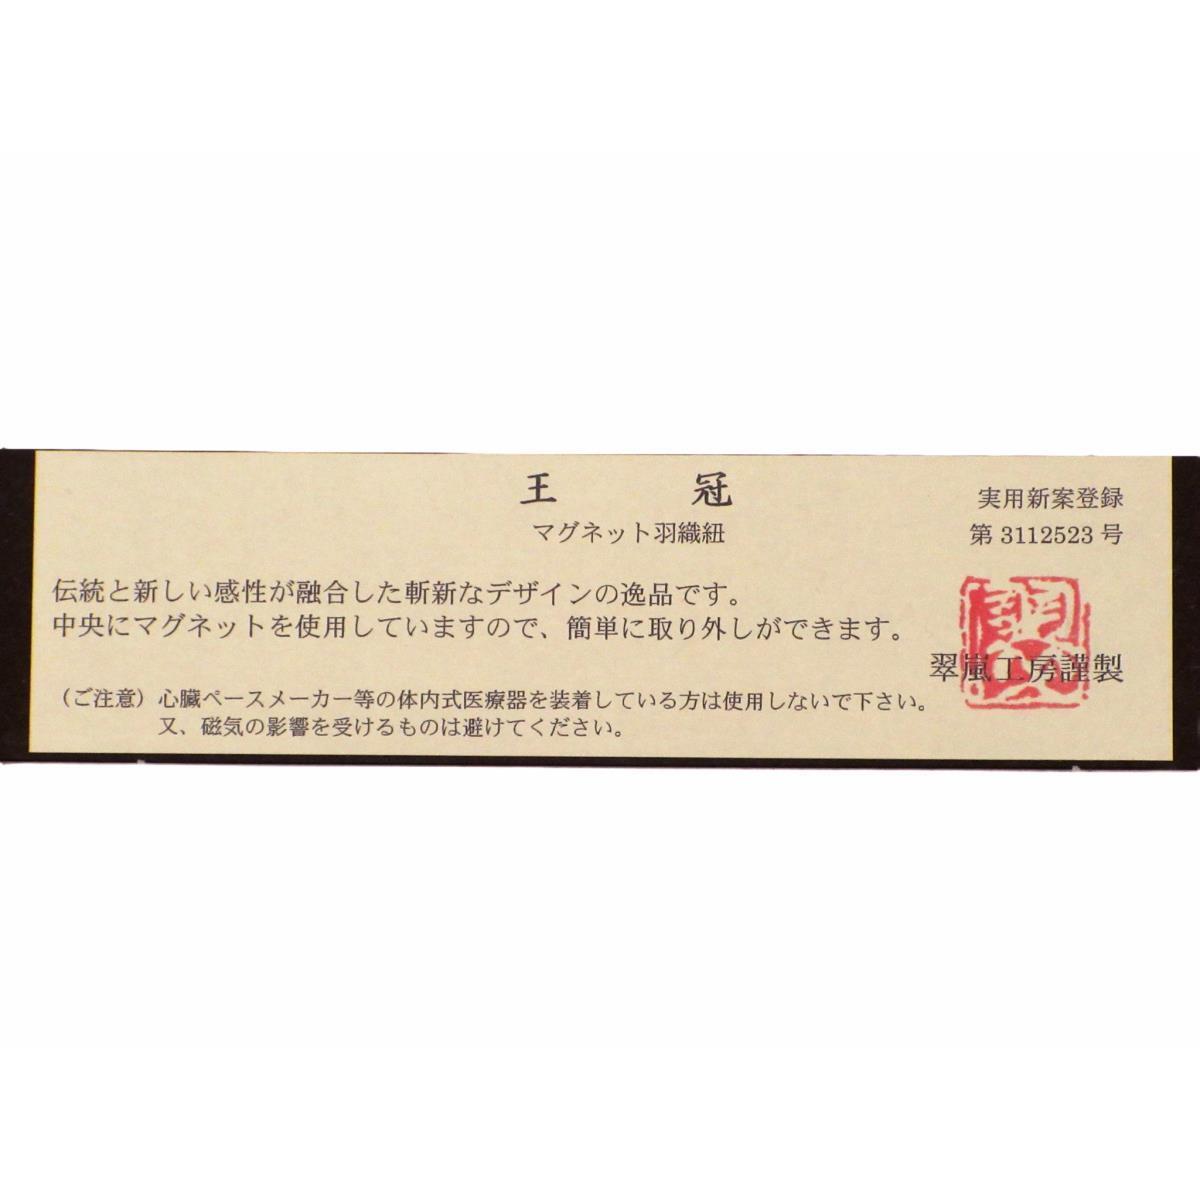 王冠
マグネット羽織紐
実用新案登録
第 3112523 号
伝統と新しい感性が融合した斬新なデザインの逸品です。
中央にマグネットを使用していますので、簡単に取り外しができます。
翠嵐工房謹製
（ご注意）心臓ペースメーカー等の体内式医療器を装着している方は使用しないで下さい。
又、磁気の影響を受けるものは避けてください。